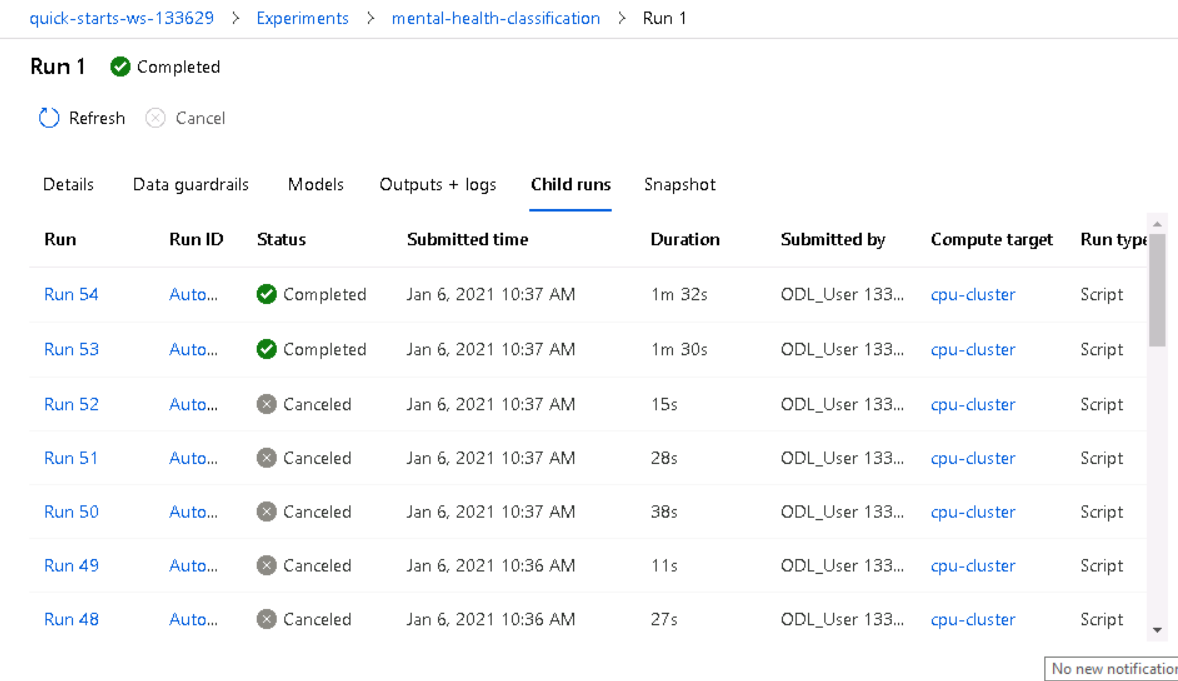 quick-starts-ws-133629 > Experiments > mental-health-classification > Run 1
Run 1 Completed
Refresh Cancel
Details Data guardrails Models Outputs + logs Child runs Snapshot
Run Run ID Status Submitted time Duration Submitted by Compute target Run type
Run 54 Auto... Completed Jan 6, 2021 10:37 AM 1m 32s ODL_User 133... cpu-cluster Script
Run 53 Auto... Completed Jan 6, 2021 10:37 AM 1m 30s ODL_User 133... cpu-cluster Script
Run 52 Auto... Canceled Jan 6, 2021 10:37 AM 15s ODL_User 133... cpu-cluster Script
Run 51 Auto... Canceled Jan 6, 2021 10:37 AM 28s ODL_User 133... cpu-cluster Script
Run 50 Auto... Canceled Jan 6, 2021 10:37 AM 38s ODL_User 133... cpu-cluster Script
Run 49 Auto... Canceled Jan 6, 2021 10:36 AM 11s ODL_User 133... cpu-cluster Script
Run 48 Auto... Canceled Jan 6, 2021 10:36 AM 27s ODL_User 133... cpu-cluster Script
No new notification